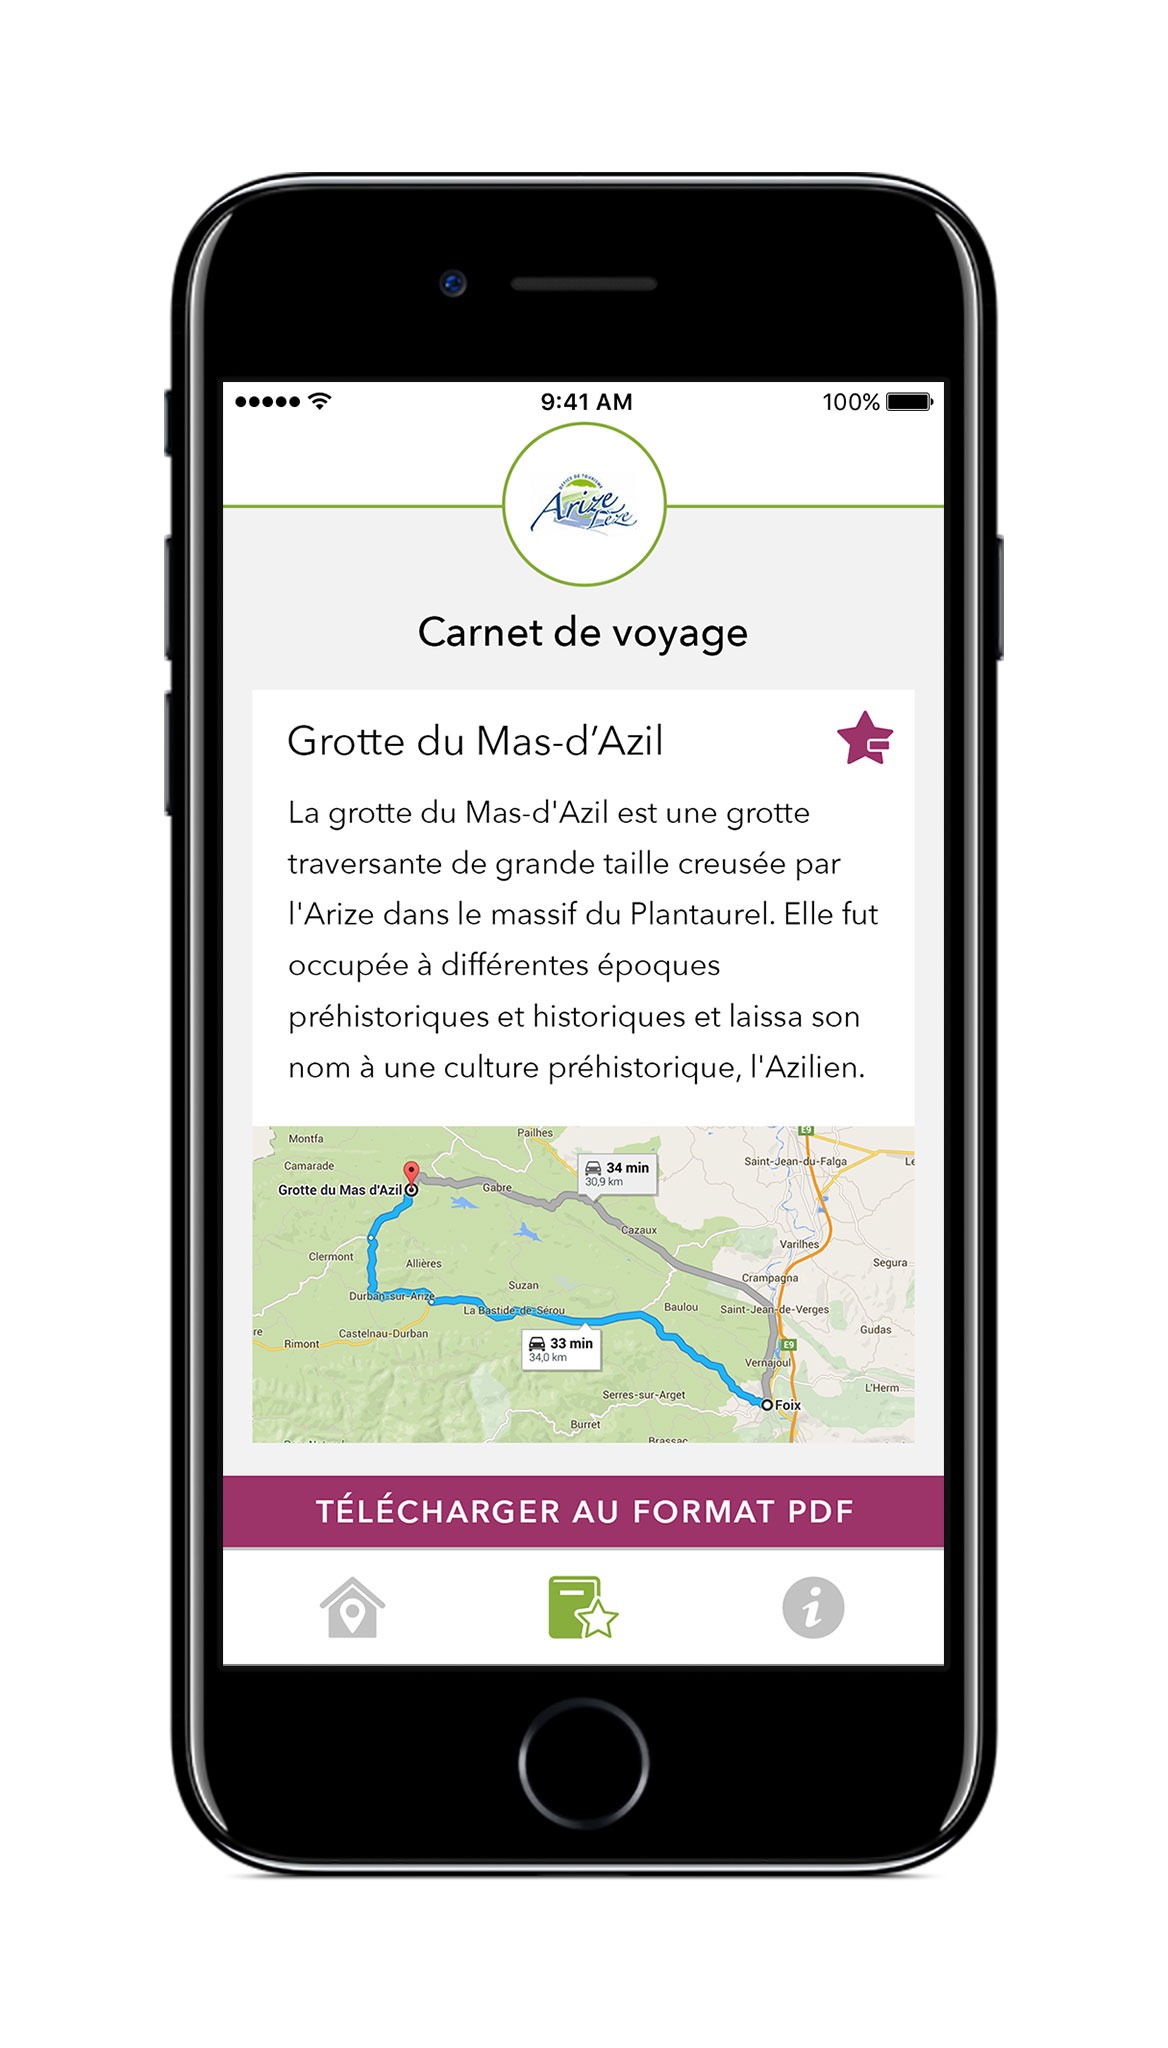 9:41 AM
100%
OFFICE DE TOURISME
Arize
Lèze
Carnet de voyage
Grotte du Mas-d’Azil
La grotte du Mas-d'Azil est une grotte
traversante de grande taille creusée par
l'Arize dans le massif du Plantaurel. Elle fut
occupée à différentes époques
préhistoriques et historiques et laissa son
nom à une culture préhistorique, l'Azilien.
Montfa
Pailhes
E9
Camarade
34 min
30,9 km
Saint-Jean-du-Falga
Le
Grotte du Mas d'Azil
Gabre
Cazaux
Varilhes
Clermont
Allières
Segura
Crampagna
Suzan
Durban-sur-Arize
La Bastide-de-Sérou
Baulou
Saint-Jean-de-Verges
re
Rimont
Castelnau-Durban
33 min
34,0 km
E9
Gudas
Vernajoul
L'Herm
Serres-sur-Arget
Foix
Burret
Brassac
TÉLÉCHARGER AU FORMAT PDF